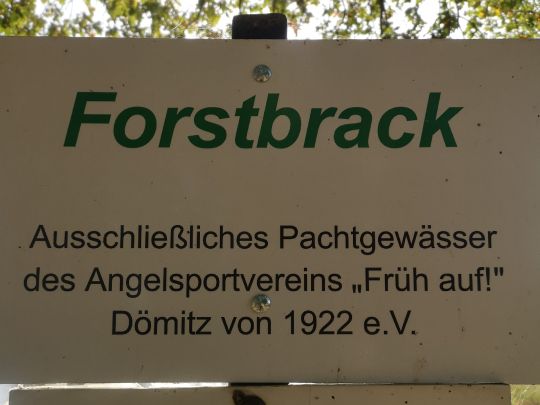 Forstbrack
Ausschließliches Pachtgewässer
des Angelsportvereins „Früh auf!"
Dömitz von 1922 e.V.